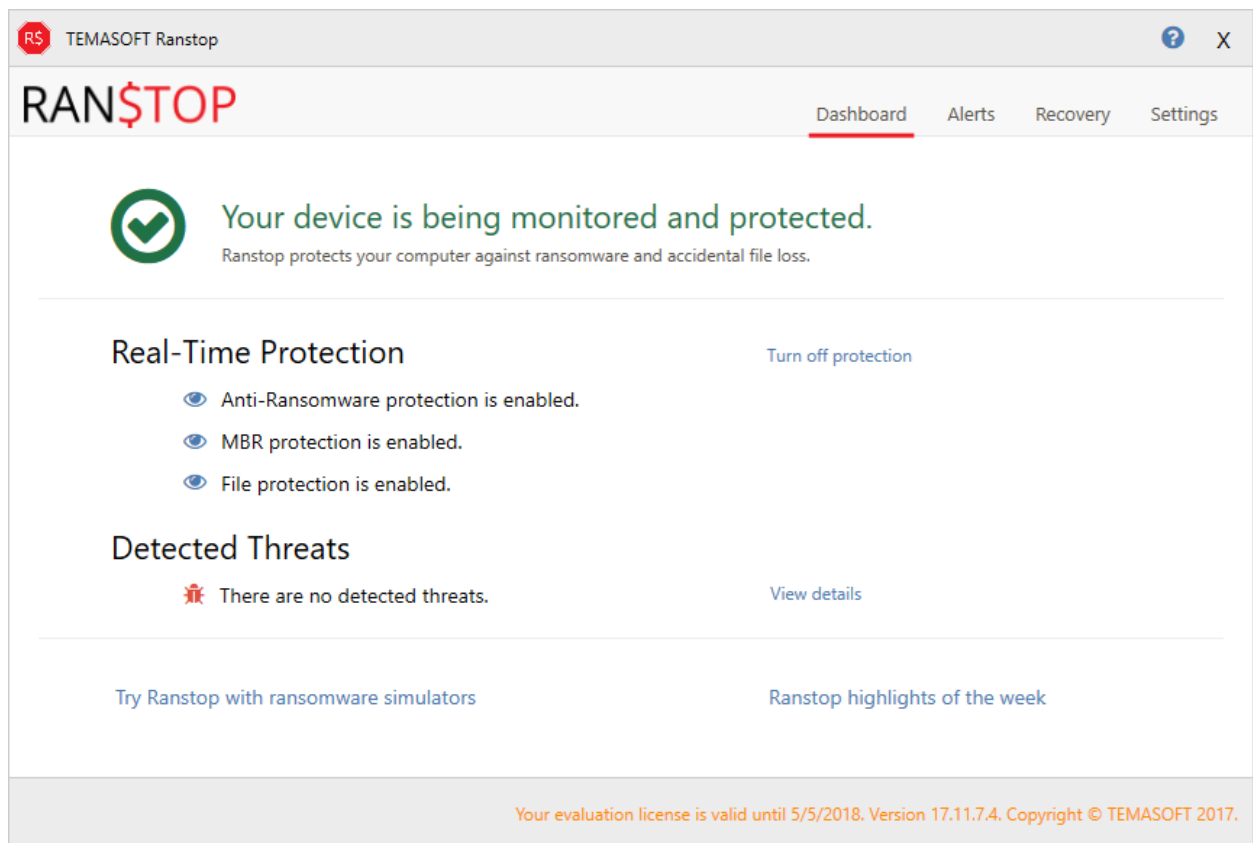 R$ TEMASOFT Ranstop ? X
RAN$TOP
Dashboard Alerts Recovery Settings
Your device is being monitored and protected.
Ranstop protects your computer against ransomware and accidental file loss.
Real-Time Protection
Turn off protection
Anti-Ransomware protection is enabled.
MBR protection is enabled.
File protection is enabled.
Detected Threats
There are no detected threats.
View details
Try Ranstop with ransomware simulators
Ranstop highlights of the week
Your evaluation license is valid until 5/5/2018. Version 17.11.7.4. Copyright © TEMASOFT 2017.